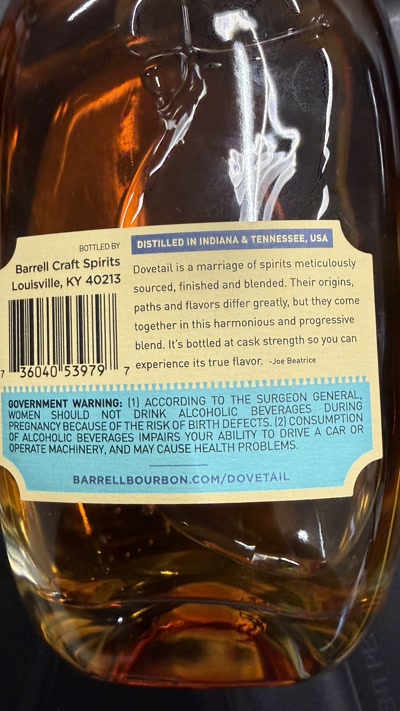 BOTTLED BY
Barrell Craft Spirits
Louisville, KY 40213
7 36040 53979 7
DISTILLED IN INDIANA & TENNESSEE, USA
Dovetail is a marriage of spirits meticulously
sourced, finished and blended. Their origins,
paths and flavors differ greatly, but they come
together in this harmonious and progressive
blend. It's bottled at cask strength so you can
experience its true flavor. -Joe Beatrice
GOVERNMENT WARNING: (1) ACCORDING TO THE SURGEON GENERAL,
WOMEN SHOULD NOT DRINK ALCOHOLIC BEVERAGES DURING
PREGNANCY BECAUSE OF THE RISK OF BIRTH DEFECTS. (2) CONSUMPTION
OF ALCOHOLIC BEVERAGES IMPAIRS YOUR ABILITY TO DRIVE A CAR OR
OPERATE MACHINERY, AND MAY CAUSE HEALTH PROBLEMS.
BARRELLBOURBON.COM/DOVETAIL